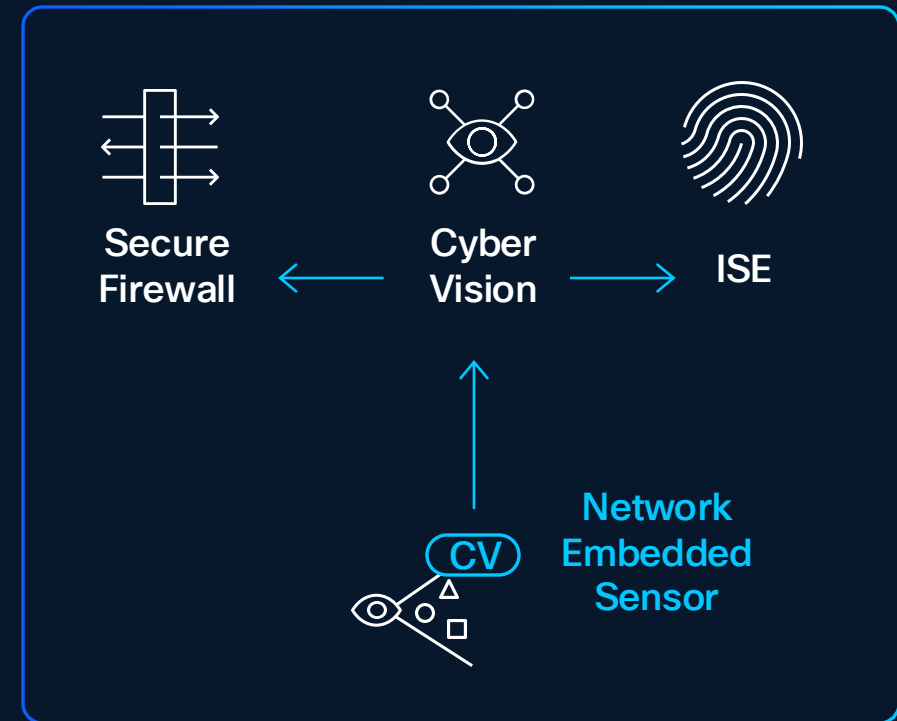 Secure
Firewall
Cyber
Vision
ISE
CV
Network
Embedded
Sensor